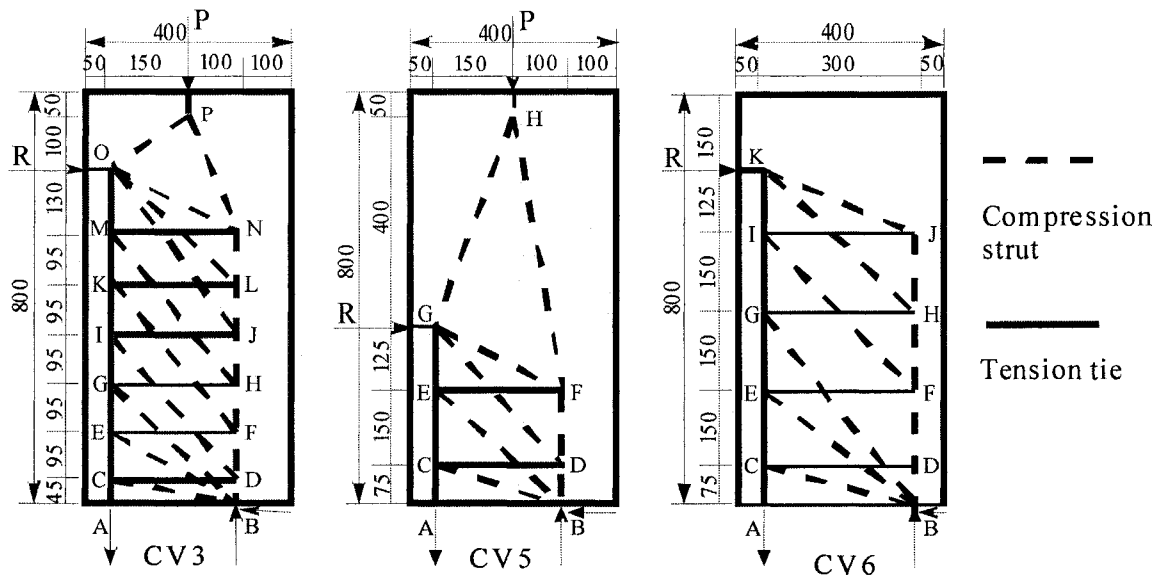 P
400
50 150 100 100
50
100
130
95
95
95
95
95
45
800
R
O
P
M N
K L
I J
G H
E F
C D
A B
CV3
P
400
50 150 100 100
50
400
125
150
75
800
R
H
G
E F
C D
A B
CV5
400
50 300 50
150
125
150
150
150
75
800
R
K
I J
G H
E F
C D
A B
CV6
Compression
strut
Tension tie